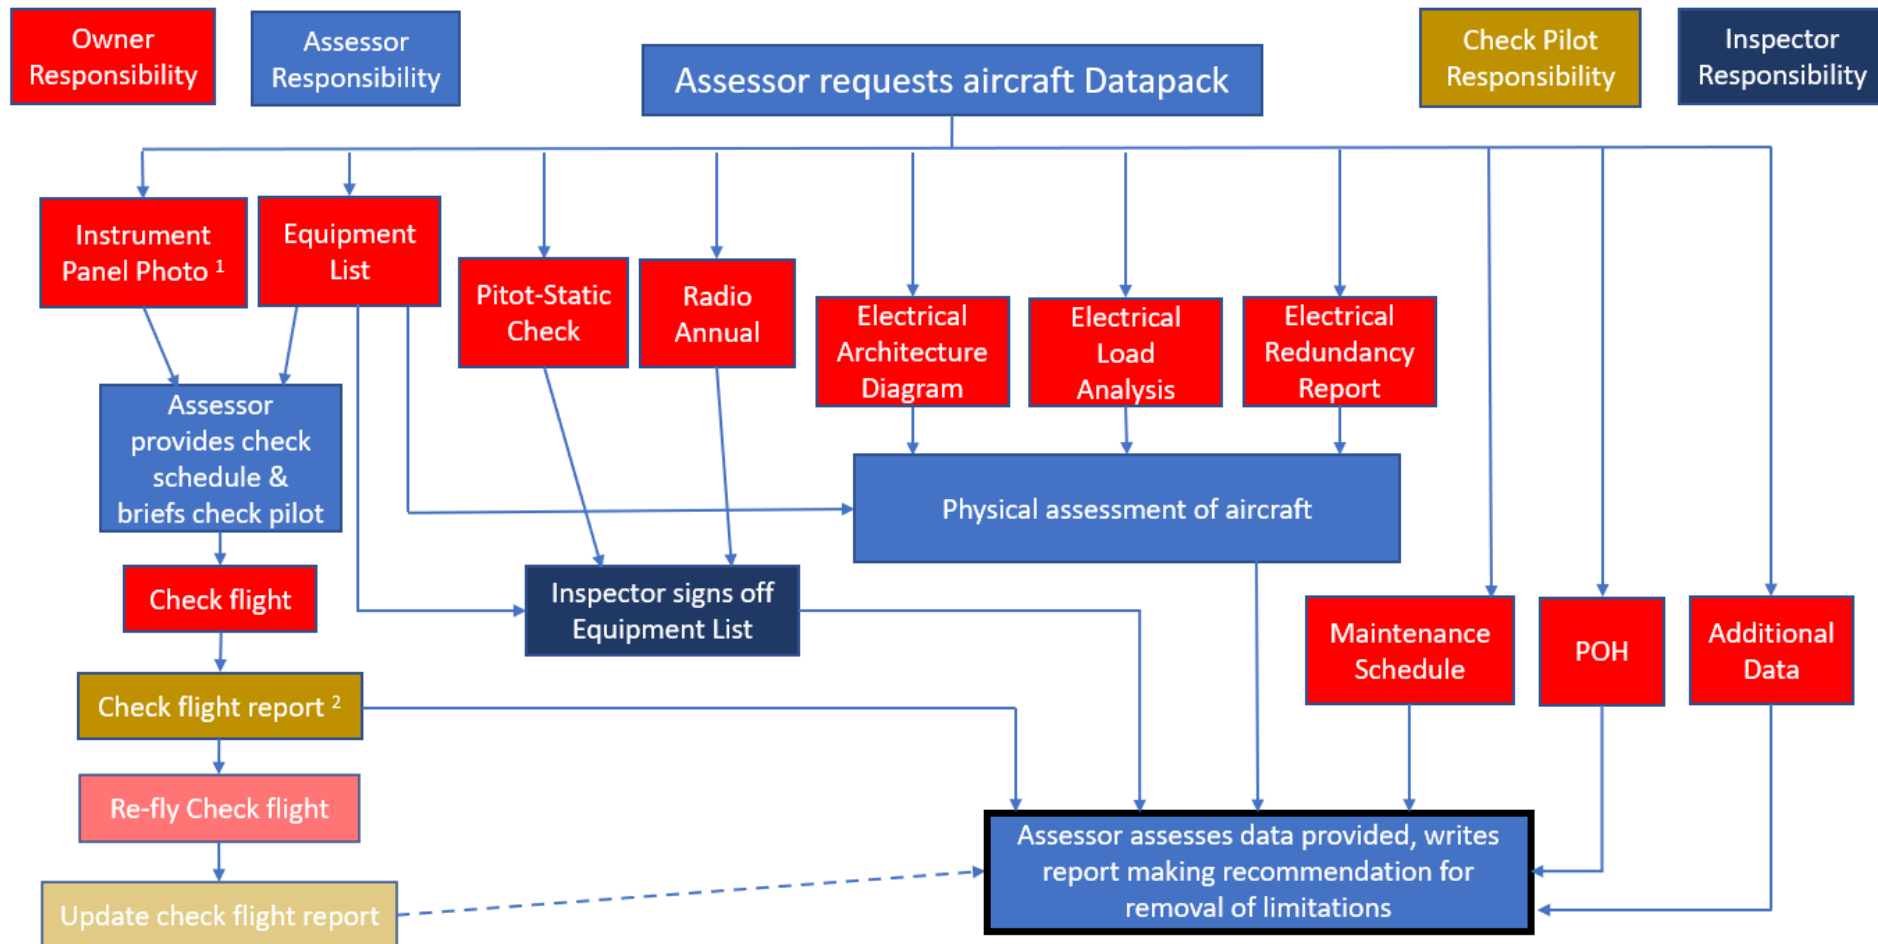 Owner
Responsibility
Assessor
Responsibility
Assessor requests aircraft Datapack
Check Pilot
Responsibility
Inspector
Responsibility
Instrument
Panel Photo ¹
Equipment
List
Pitot-Static
Check
Radio
Annual
Electrical
Architecture
Diagram
Electrical
Load
Analysis
Electrical
Redundancy
Report
Assessor
provides check
schedule &
briefs check pilot
Physical assessment of aircraft
Check flight
Inspector signs off
Equipment List
Maintenance
Schedule
POH
Additional
Data
Check flight report ²
Re-fly Check flight
Assessor assesses data provided, writes
report making recommendation for
removal of limitations
Update check flight report